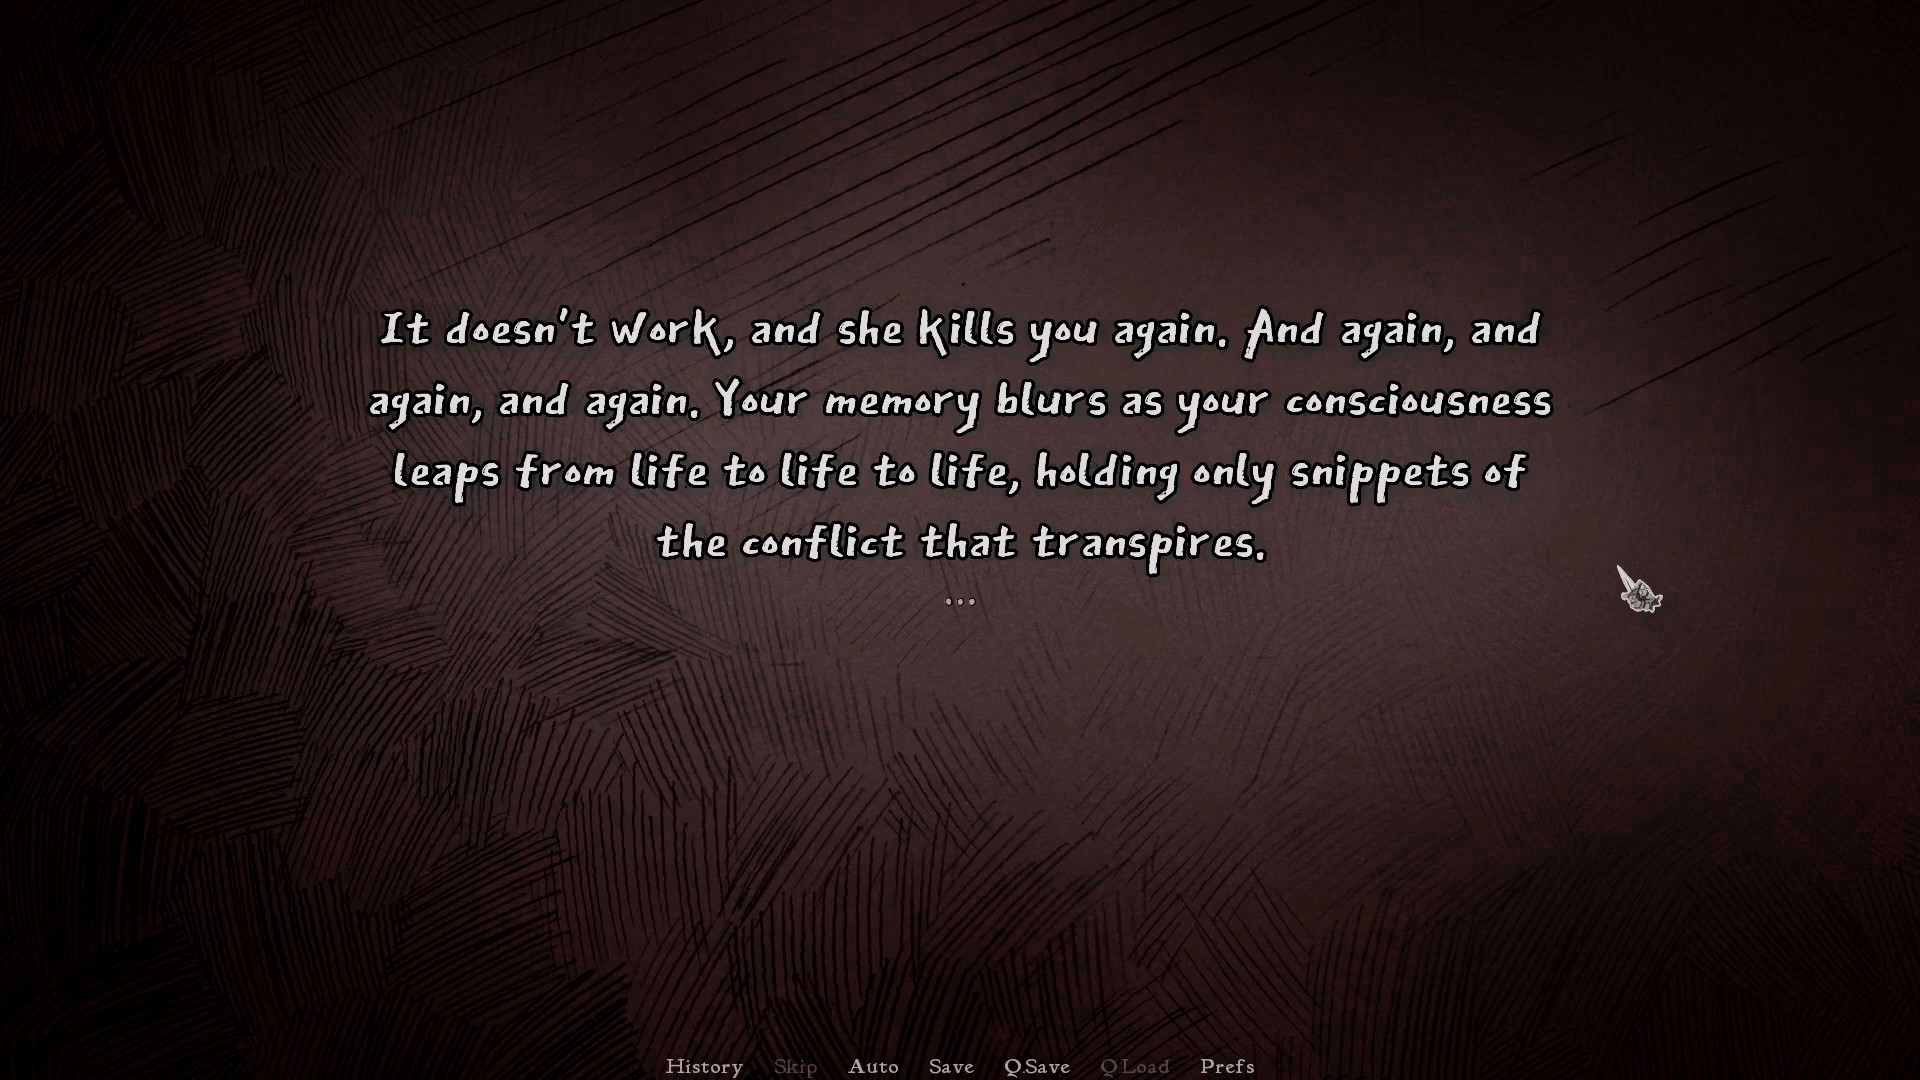 It doesn't work, and she kills you again. And again, and
again, and again. Your memory blurs as your consciousness
leaps from life to life to life, holding only snippets of
the conflict that transpires.
...
History Skip Auto Save Q.Save Q.Load Prefs